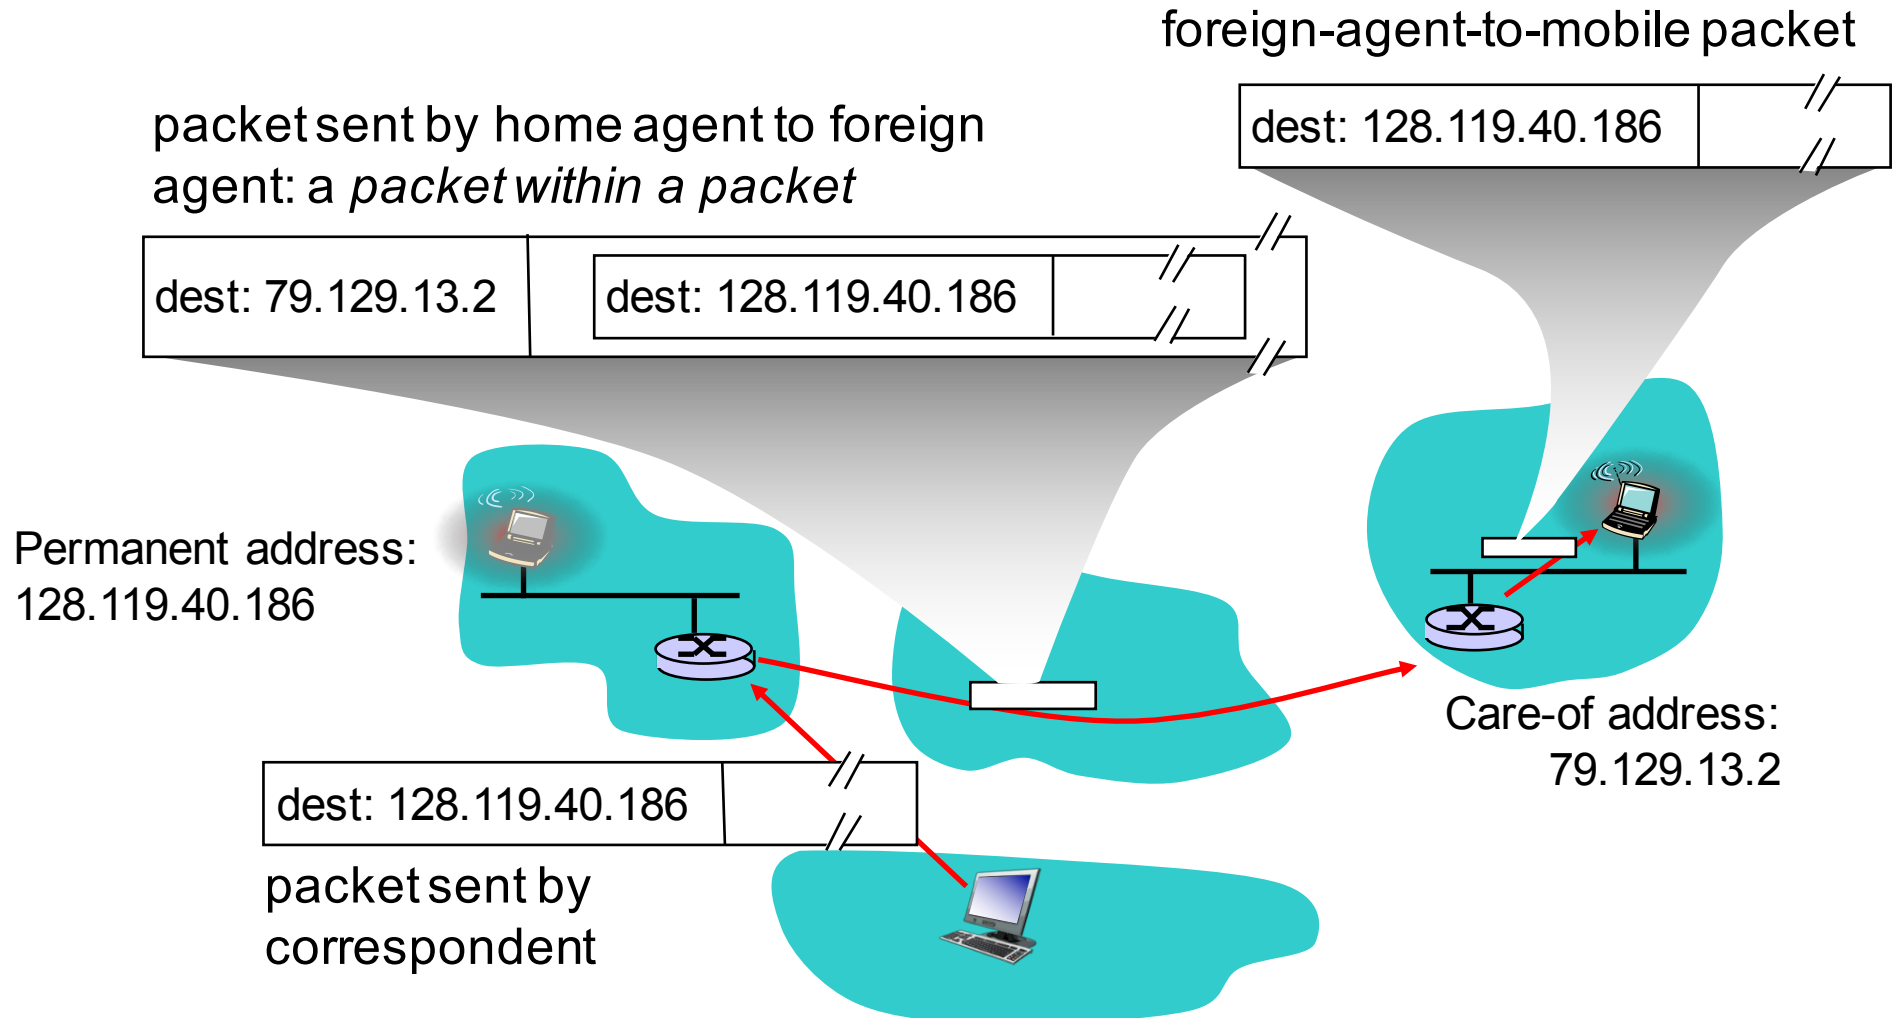 foreign-agent-to-mobile packet
dest: 128.119.40.186
packet sent by home agent to foreign
agent: a packet within a packet
dest: 79.129.13.2
dest: 128.119.40.186
Permanent address:
128.119.40.186
Care-of address:
79.129.13.2
dest: 128.119.40.186
packet sent by
correspondent